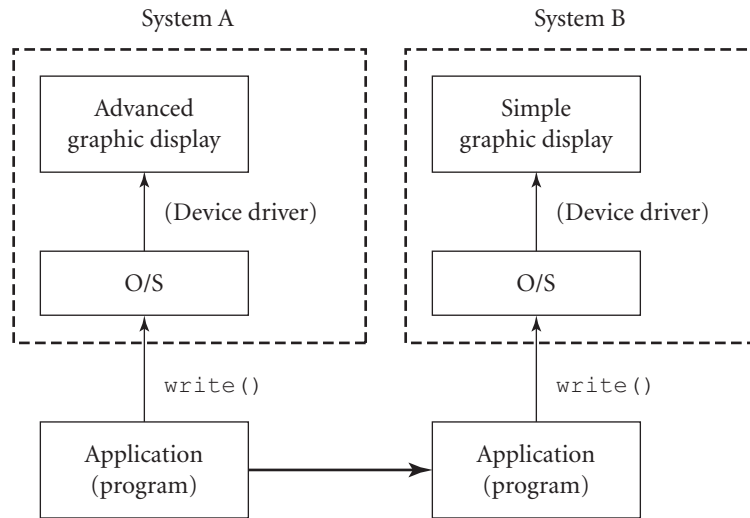 System A
System B
Advanced
graphic display
Simple
graphic display
(Device driver)
(Device driver)
O/S
O/S
write()
write()
Application
(program)
Application
(program)